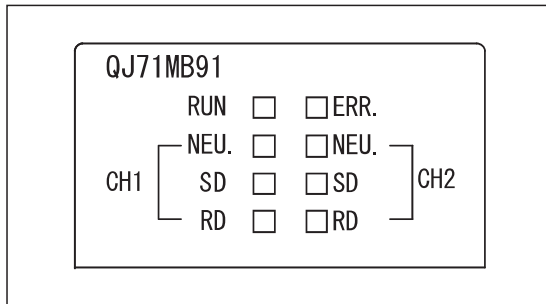 QJ71MB91
RUN ERR.
NEU. NEU.
CH1 SD SD CH2
RD RD